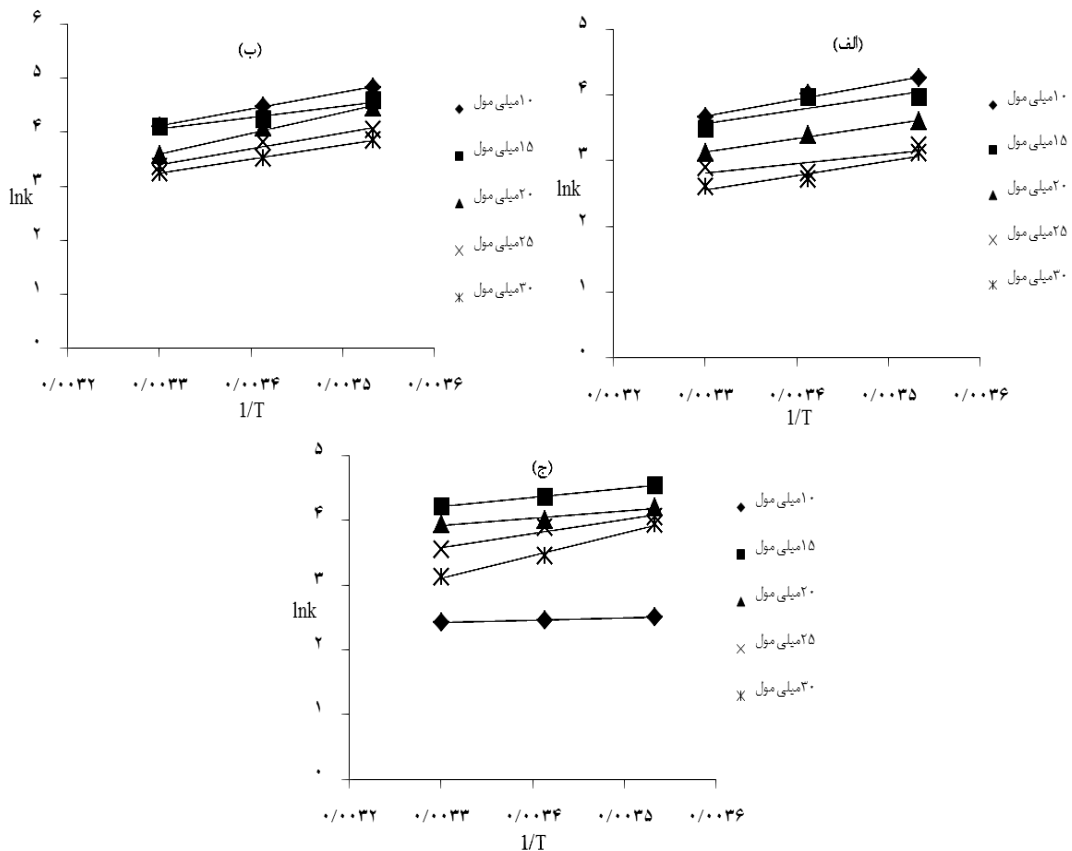 (الف)
۵
۴
۳
۲
۱
۰
lnk
۰/۰۰۳۲
۰/۰۰۳۳
۰/۰۰۳۴
۰/۰۰۳۵
۰/۰۰۳۶
1/T
۱۰میلی مول
۱۵میلی مول
۲۰میلی مول
۲۵میلی مول
۳۰میلی مول
(ب)
۶
۵
۴
۳
۲
۱
۰
lnk
۰/۰۰۳۲
۰/۰۰۳۳
۰/۰۰۳۴
۰/۰۰۳۵
۰/۰۰۳۶
1/T
۱۰میلی مول
۱۵میلی مول
۲۰میلی مول
۲۵میلی مول
۳۰میلی مول
(ج)
۵
۴
۳
۲
۱
۰
lnk
۰/۰۰۳۲
۰/۰۰۳۳
۰/۰۰۳۴
۰/۰۰۳۵
۰/۰۰۳۶
1/T
۱۰میلی مول
۱۵میلی مول
۲۰میلی مول
۲۵میلی مول
۳۰میلی مول